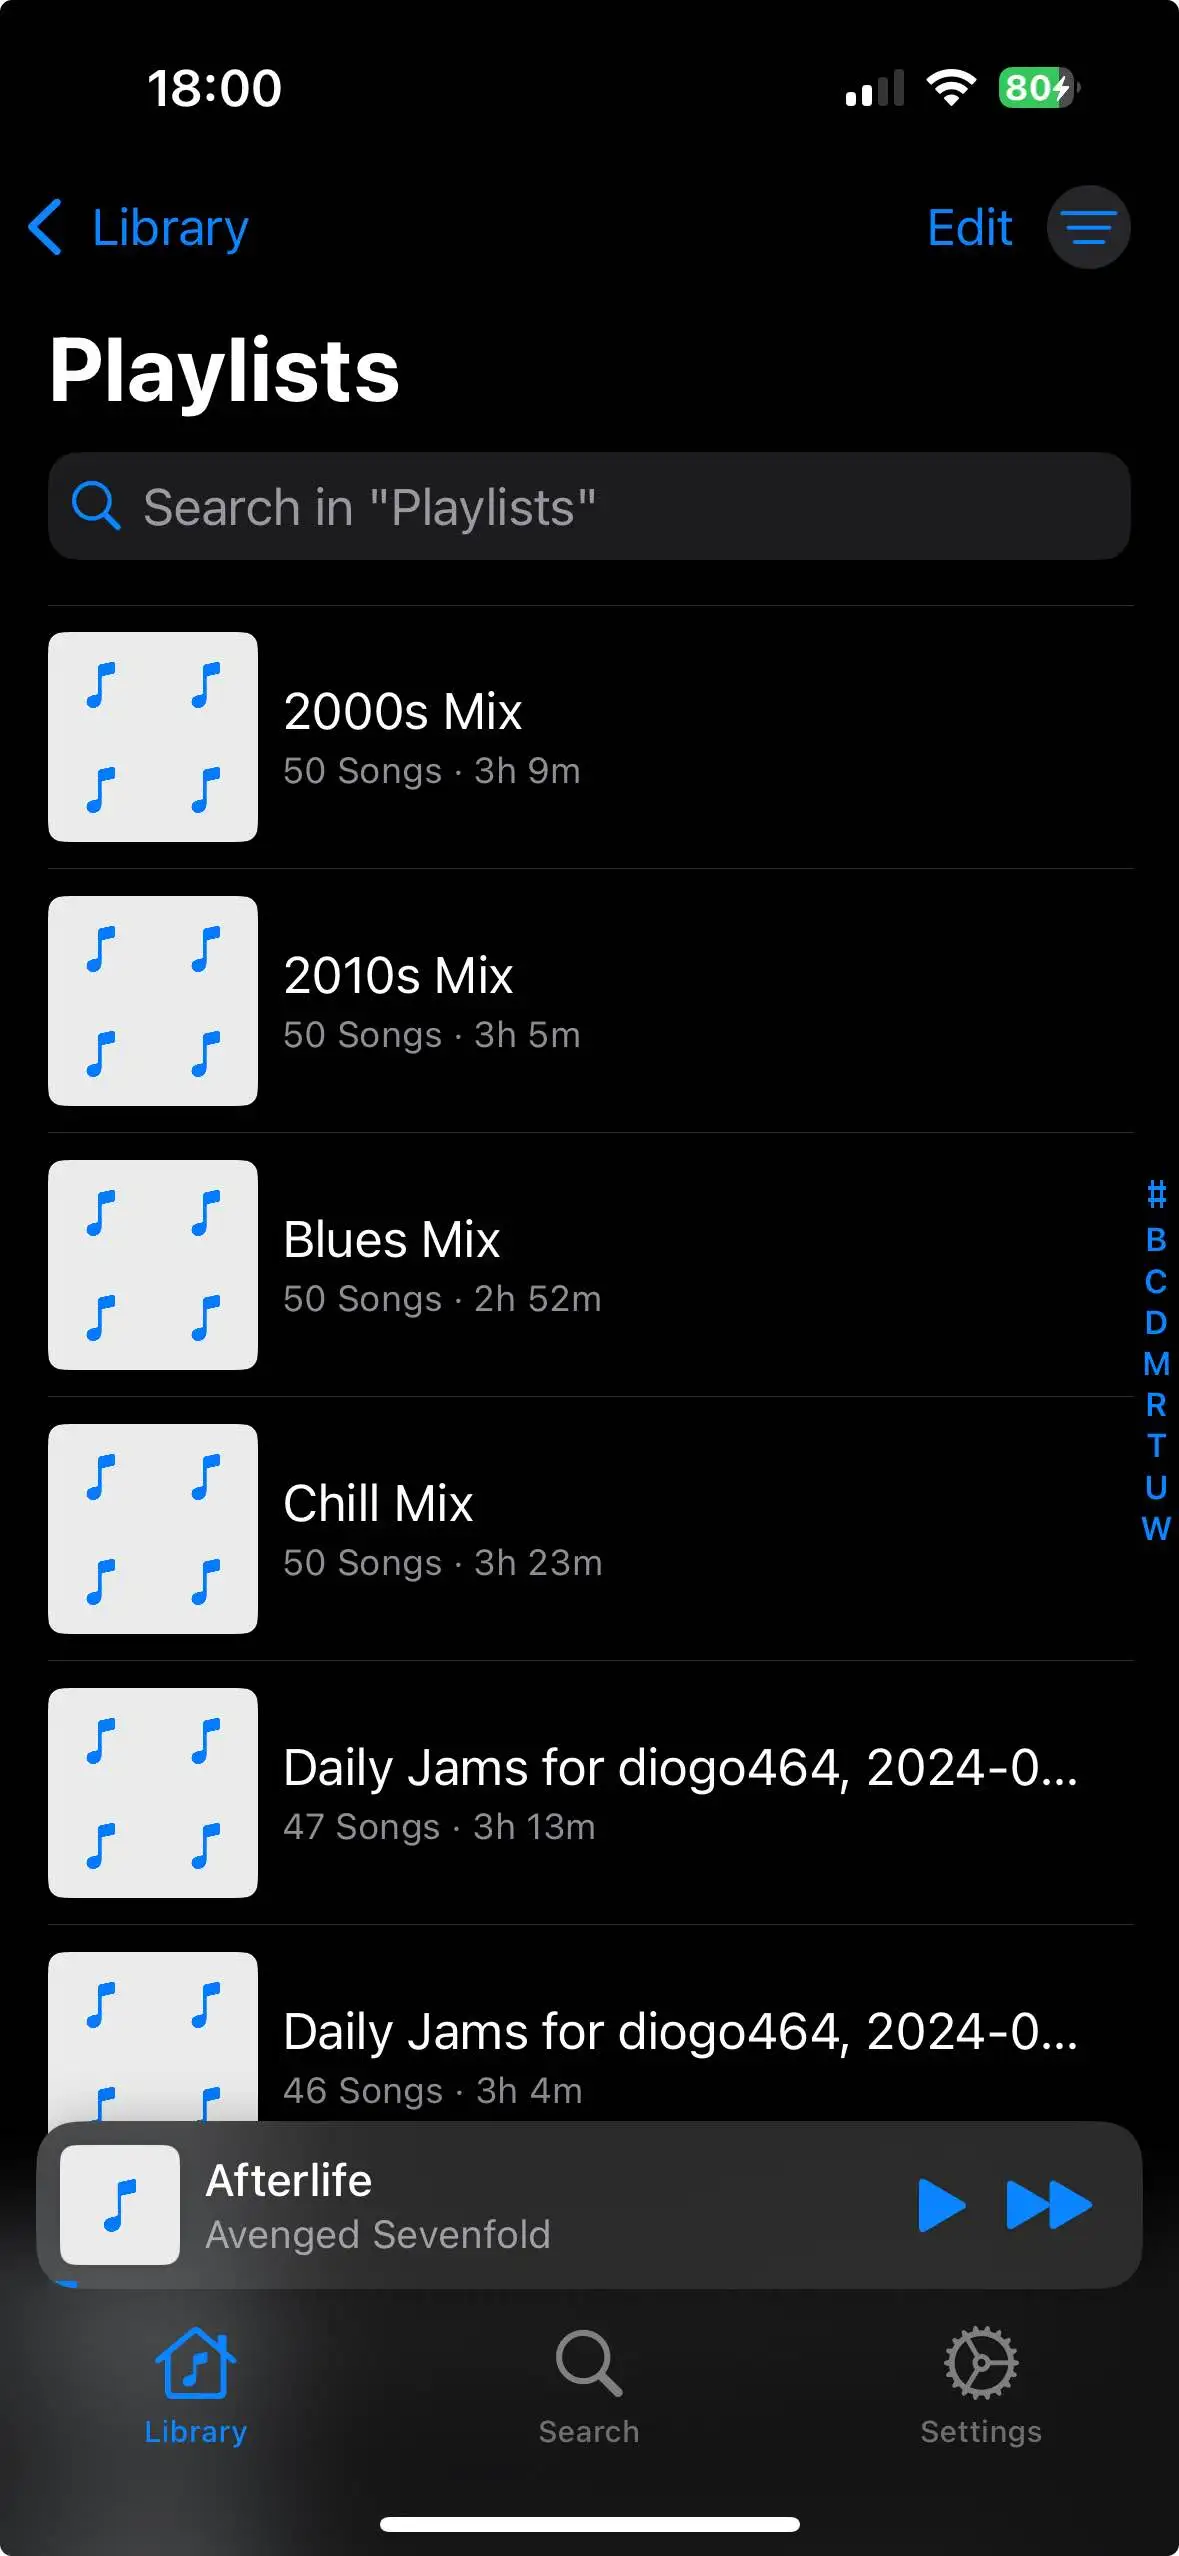 18:00
80
Library
Edit
Playlists
Search in "Playlists"
2000s Mix
50 Songs · 3h 9m
2010s Mix
50 Songs · 3h 5m
Blues Mix
50 Songs · 2h 52m
Chill Mix
50 Songs · 3h 23m
Daily Jams for diogo464, 2024-0...
47 Songs · 3h 13m
Daily Jams for diogo464, 2024-0...
46 Songs · 3h 4m
#
B
C
D
M
R
T
U
W
Afterlife
Avenged Sevenfold
Library
Search
Settings